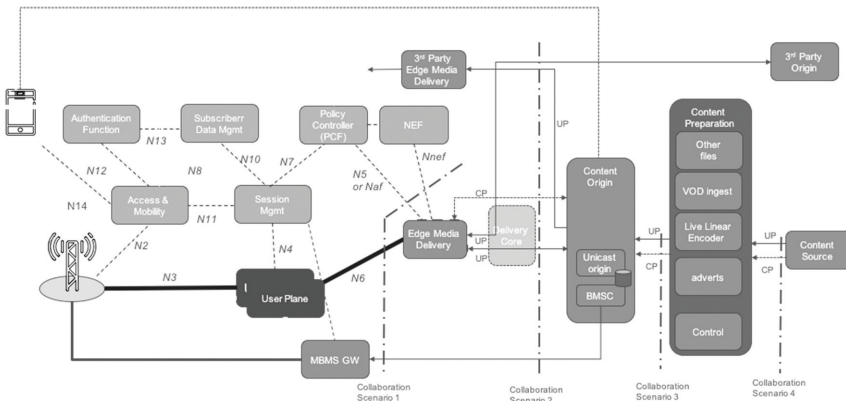 3rd Party
Edge Media
Delivery
3rd Party
Origin
Authentication
Function
Subscriberr
Data Mgmt
Policy
Controller
(PCF)
NEF
Content
Preparation
Other
files
VOD ingest
Live Linear
Encoder
adverts
Control
UP
N13
N12
N8
N10
N7
N5
or Naf
Nnef
Content
Origin
CP
N14
Access &
Mobility
N11
Session
Mgmt
Edge Media
Delivery
Delivery
Core
UP
UP
UP
CP
UP
CP
Content
Source
N2
N4
N6
N3
User Plane
Unicast
origin
BMSC
MBMS GW
Collaboration
Scenario 1
Collaboration
Scenario 2
Collaboration
Scenario 3
Collaboration
Scenario 4